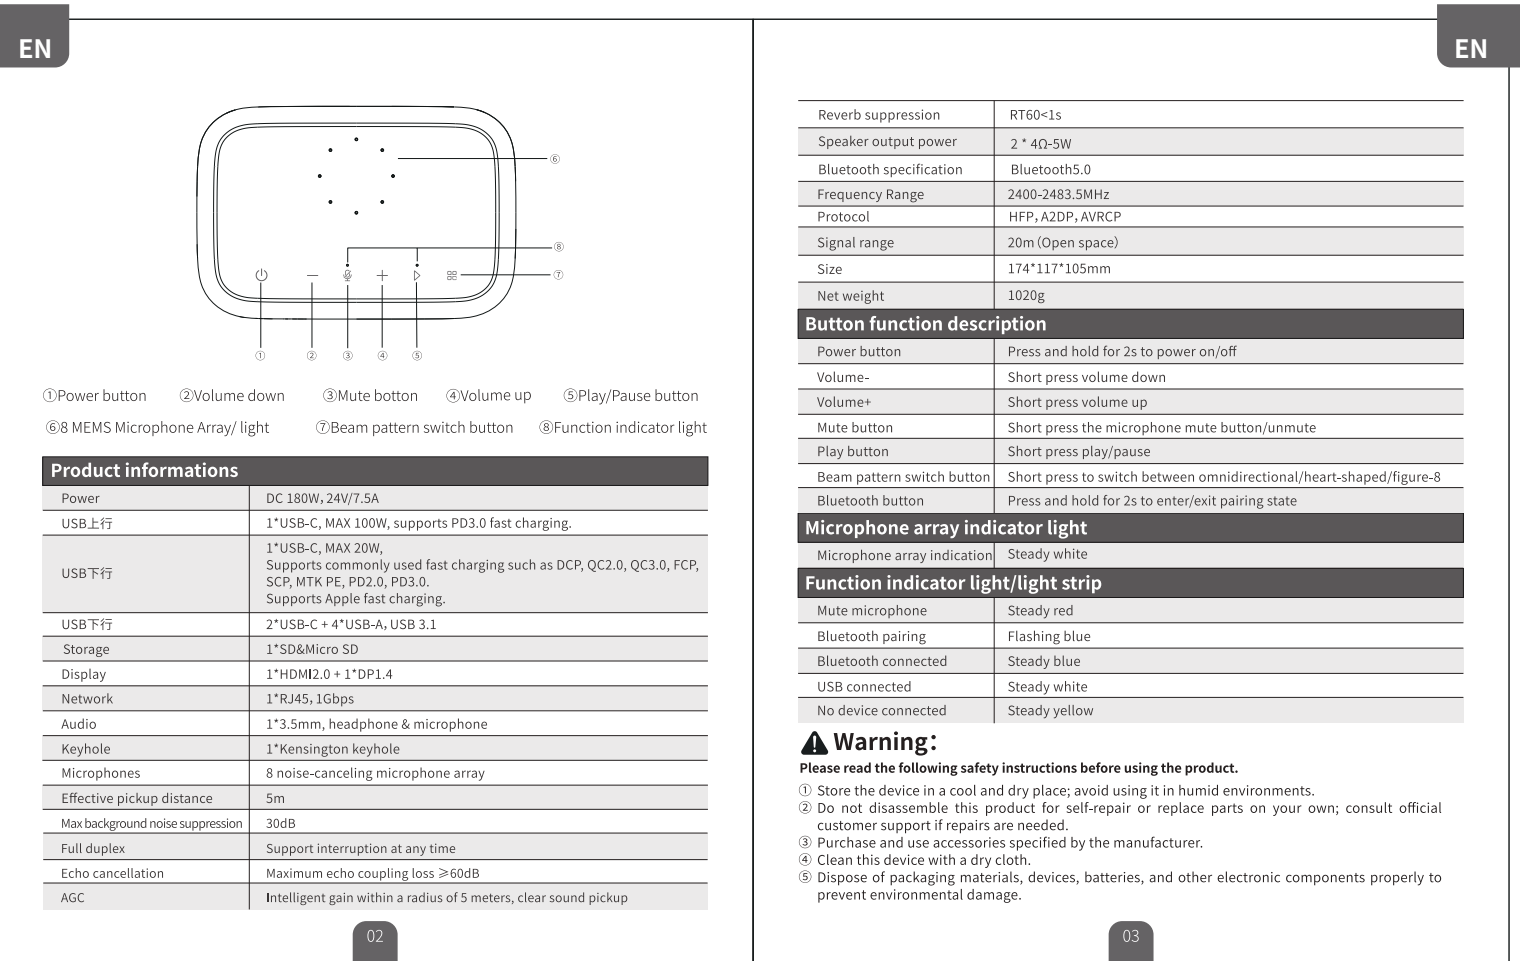 EN
⑥
⑧
⑦
① ② ③ ④ ⑤
①Power button ②Volume down ③Mute botton ④Volume up ⑤Play/Pause button
⑥8 MEMS Microphone Array/ light ⑦Beam pattern switch button ⑧Function indicator light
Product informations
Power DC 180W, 24V/7.5A
USB上行 1*USB-C, MAX 100W, supports PD3.0 fast charging.
USB下行 1*USB-C, MAX 20W,
Supports commonly used fast charging such as DCP, QC2.0, QC3.0, FCP,
SCP, MTK PE, PD2.0, PD3.0.
Supports Apple fast charging.
USB下行 2*USB-C + 4*USB-A, USB 3.1
Storage 1*SD&Micro SD
Display 1*HDMI2.0 + 1*DP1.4
Network 1*RJ45, 1Gbps
Audio 1*3.5mm, headphone & microphone
Keyhole 1*Kensington keyhole
Microphones 8 noise-canceling microphone array
Effective pickup distance 5m
Max background noise suppression 30dB
Full duplex Support interruption at any time
Echo cancellation Maximum echo coupling loss ≥60dB
AGC Intelligent gain within a radius of 5 meters, clear sound pickup
02
EN
Reverb suppression RT60<1s
Speaker output power 2 * 4Ω-5W
Bluetooth specification Bluetooth5.0
Frequency Range 2400-2483.5MHz
Protocol HFP, A2DP, AVRCP
Signal range 20m (Open space)
Size 174*117*105mm
Net weight 1020g
Button function description
Power button Press and hold for 2s to power on/off
Volume- Short press volume down
Volume+ Short press volume up
Mute button Short press the microphone mute button/unmute
Play button Short press play/pause
Beam pattern switch button Short press to switch between omnidirectional/heart-shaped/figure-8
Bluetooth button Press and hold for 2s to enter/exit pairing state
Microphone array indicator light
Microphone array indication Steady white
Function indicator light/light strip
Mute microphone Steady red
Bluetooth pairing Flashing blue
Bluetooth connected Steady blue
USB connected Steady white
No device connected Steady yellow
Warning:
Please read the following safety instructions before using the product.
① Store the device in a cool and dry place; avoid using it in humid environments.
② Do not disassemble this product for self-repair or replace parts on your own; consult official
customer support if repairs are needed.
③ Purchase and use accessories specified by the manufacturer.
④ Clean this device with a dry cloth.
⑤ Dispose of packaging materials, devices, batteries, and other electronic components properly to
prevent environmental damage.
03